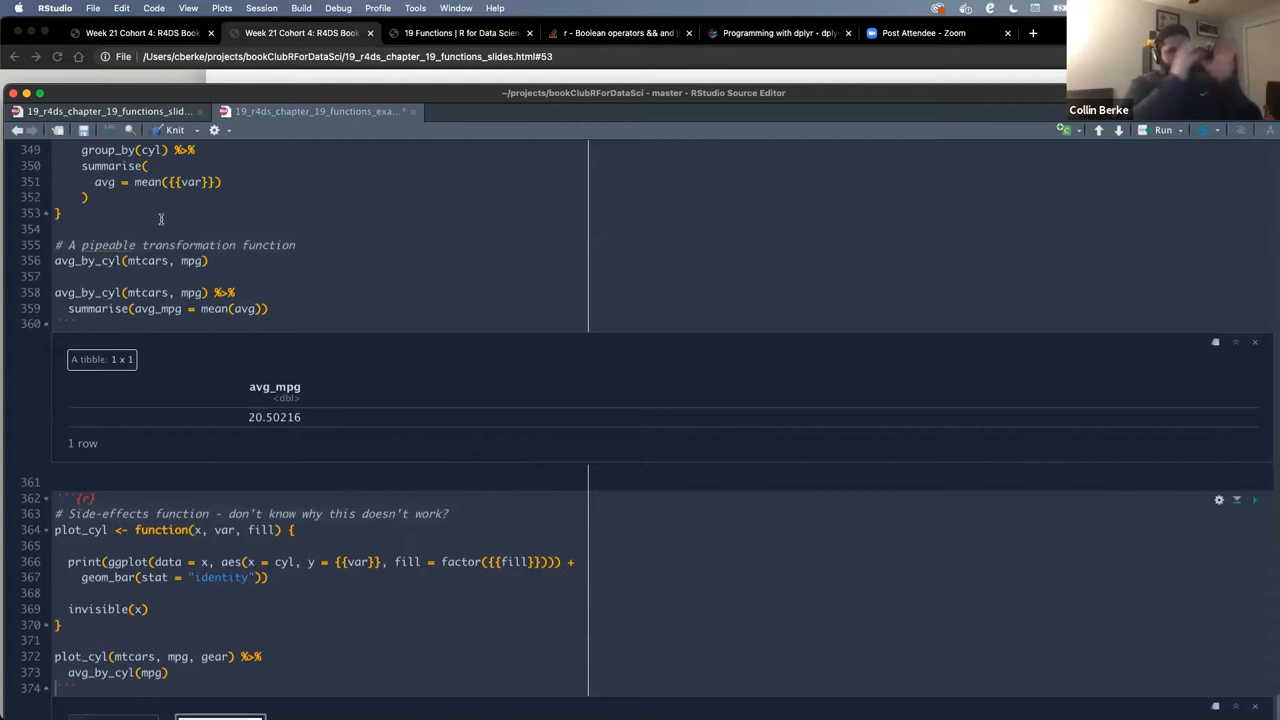 RStudio File Edit Code View Plots Session Build Debug Profile Tools Window Help
Week 21 Cohort 4: R4DS Book
Week 21 Cohort 4: R4DS Book
19 Functions | R for Data Scien
r - Boolean operators && and |
Programming with dplyr • dply
Post Attendee - Zoom
File /Users/cberke/projects/bookClubRForDataSci/19_r4ds_chapter_19_functions_slides.html#53
Collin Berke
~/projects/bookClubRForDataSci - master - RStudio Source Editor
19_r4ds_chapter_19_functions_slid...
19_r4ds_chapter_19_functions_exa...*
Knit
Run
349 group_by(cyl) %>%
350 summarise(
351 avg = mean({{var}})
352 )
353 }
354
355 # A pipeable transformation function
356 avg_by_cyl(mtcars, mpg)
357
358 avg_by_cyl(mtcars, mpg) %>%
359 summarise(avg_mpg = mean(avg))
360 ```
A tibble: 1 x 1
avg_mpg
<dbl>
20.50216
1 row
361
362 ```{r}
363 # Side-effects function - don't know why this doesn't work?
364 plot_cyl <- function(x, var, fill) {
365
366 print(ggplot(data = x, aes(x = cyl, y = {{var}}, fill = factor({{fill}}))) +
367 geom_bar(stat = "identity"))
368
369 invisible(x)
370 }
371
372 plot_cyl(mtcars, mpg, gear) %>%
373 avg_by_cyl(mpg)
374 ```